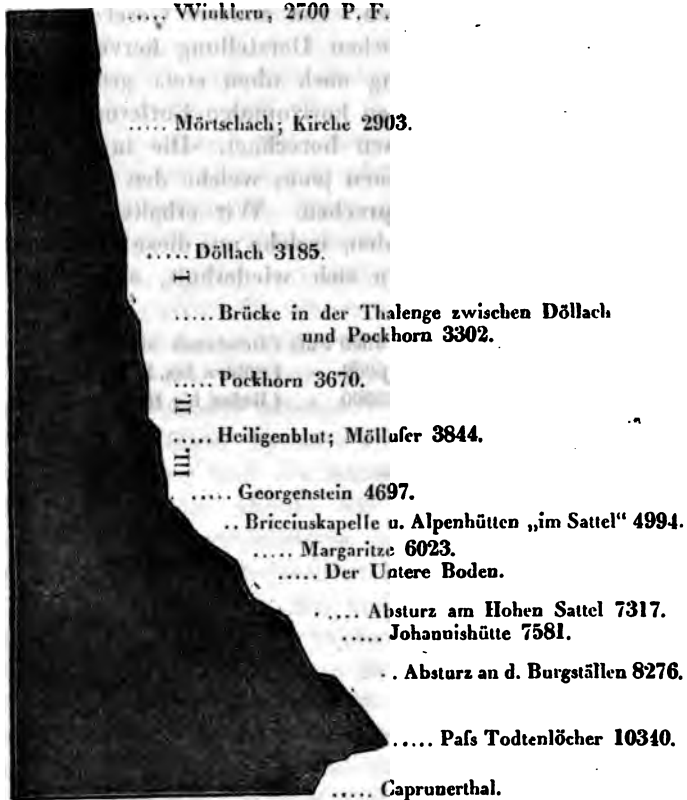 ..... Winklern, 2700 P. F.
..... Mörtschach; Kirche 2903.
..... Döllach 3185.
I.
..... Brücke in der Thalenge zwischen Döllach
und Pockhorn 3302.
..... Pockhorn 3670.
II.
..... Heiligenblut; Möllufer 3844.
III.
..... Georgenstein 4697.
.. Bricciuskapelle u. Alpenhütten „im Sattel“ 4994.
..... Margaritze 6023.
..... Der Untere Boden.
..... Absturz am Hohen Sattel 7317.
..... Johannishütte 7581.
.. Absturz an d. Burgställen 8276.
..... Paſs Todtenlöcher 10340.
..... Caprunerthal.